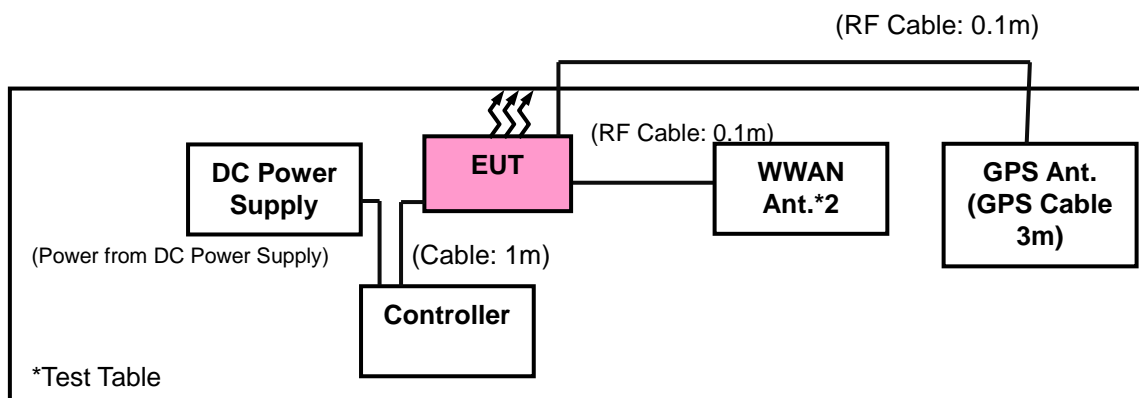 (RF Cable: 0.1m)
(RF Cable: 0.1m)
DC Power
Supply
EUT
WWAN
Ant.*2
GPS Ant.
(GPS Cable
3m)
(Power from DC Power Supply)
(Cable: 1m)
Controller
*Test Table